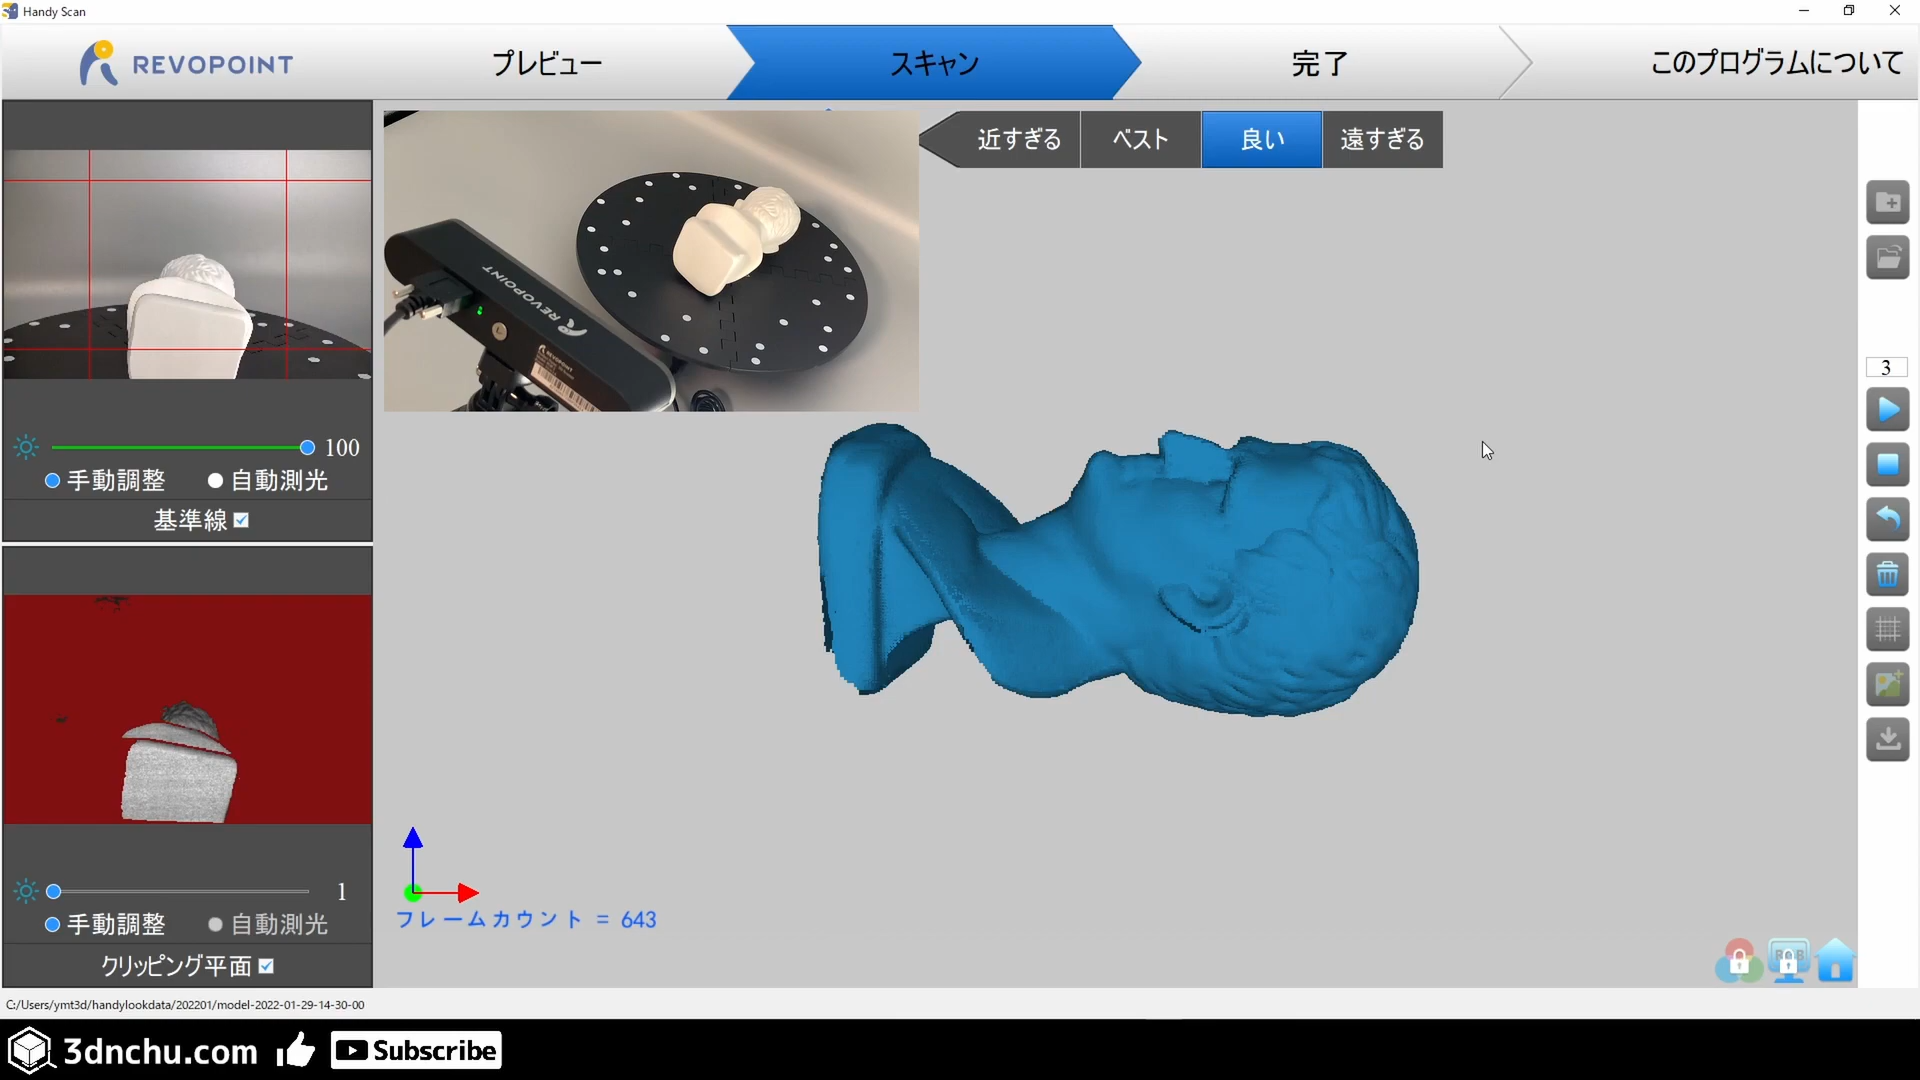 Handy Scan
REVOPOINT
プレビュー
スキャン
完了
このプログラムについて
近すぎる
ベスト
良い
遠すぎる
REVOPOINT
3
100
手動調整
自動測光
基準線
1
手動調整
自動測光
クリッピング平面
フレームカウント = 643
RGB
C:/Users/ymt3d/handylookdata/202201/model-2022-01-29-14-30-00
3dnchu.com
Subscribe